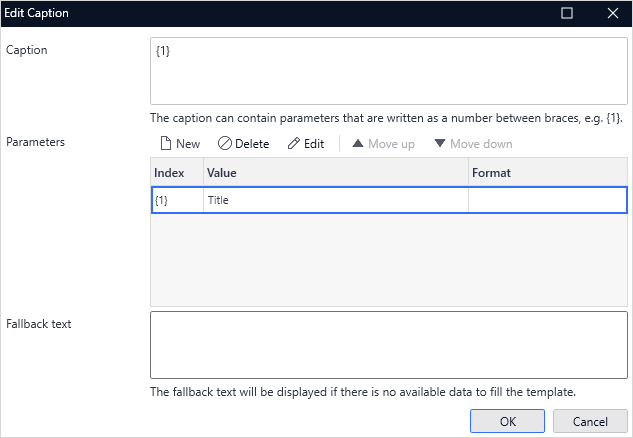 Edit Caption
Caption
{1}
The caption can contain parameters that are written as a number between braces, e.g. {1}.
Parameters
New Delete Edit Move up Move down
Index Value Format
{1} Title
Fallback text
The fallback text will be displayed if there is no available data to fill the template.
OK Cancel